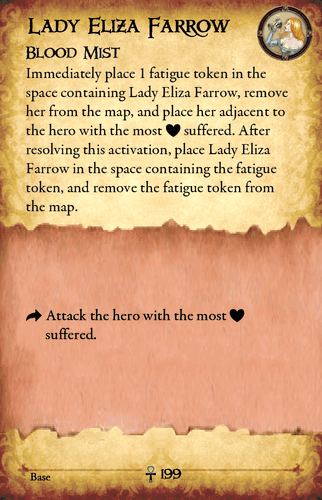 Lady Eliza Farrow
Blood Mist
Immediately place 1 fatigue token in the
space containing Lady Eliza Farrow, remove
her from the map, and place her adjacent to
the hero with the most ♥ suffered. After
resolving this activation, place Lady Eliza
Farrow in the space containing the fatigue
token, and remove the fatigue token from
the map.
Attack the hero with the most ♥
suffered.
Base
199